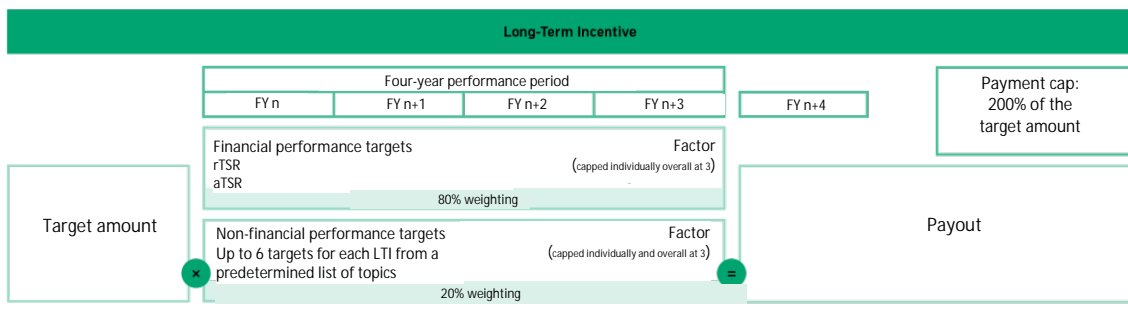 Long-Term Incentive
Four-year performance period
FY n
FY n+1
FY n+2
FY n+3
FY n+4
Payment cap:
200% of the
target amount
Financial performance targets
Factor
rTSR
(capped individually overall at 3)
aTSR
80% weighting
Target amount
×
Non-financial performance targets
Factor
Up to 6 targets for each LTI from a
(capped individually and overall at 3)
predetermined list of topics
20% weighting
=
Payout